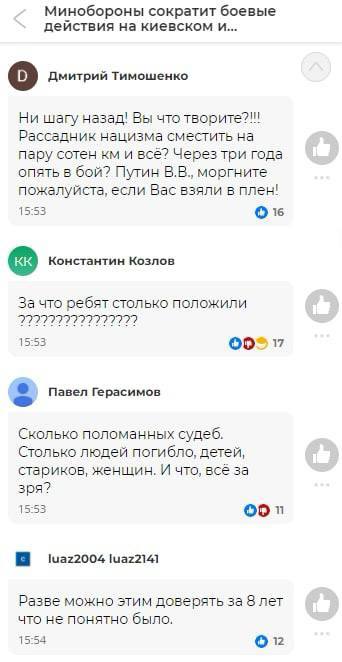 Минобороны сократит боевые
действия на киевском и...
D Дмитрий Тимошенко
Ни шагу назад! Вы что творите?!!!
Рассадник нацизма сместить на
пару сотен км и всё? Через три года
опять в бой? Путин В.В., моргните
пожалуйста, если Вас взяли в плен!
15:53 16
КК Константин Козлов
За что ребят столько положили
????????????????
15:53 17
Павел Герасимов
Сколько поломанных судеб.
Столько людей погибло, детей,
стариков, женщин. И что, всё за
зря?
15:53 11
luaz2004 luaz2141
Разве можно этим доверять за 8 лет
что не понятно было.
15:54 12